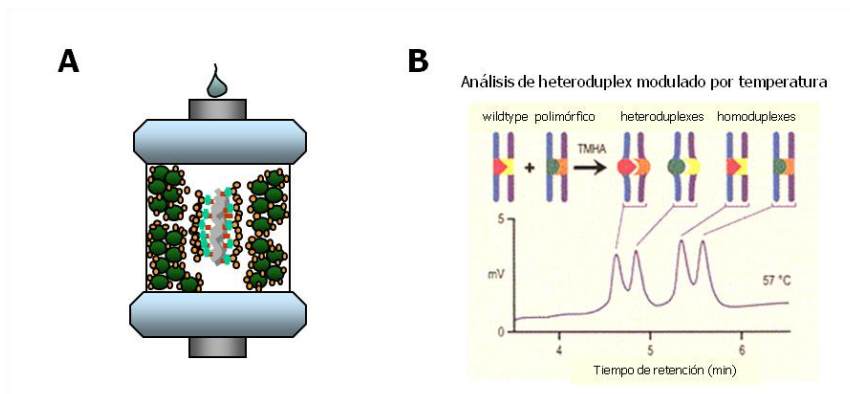 A
B
Análisis de heteroduplex modulado por temperatura
wildtype polimórfico heteroduplexes homoduplexes
TMHA
5
mV
57 °C
0
4 5 6
Tiempo de retención (min)